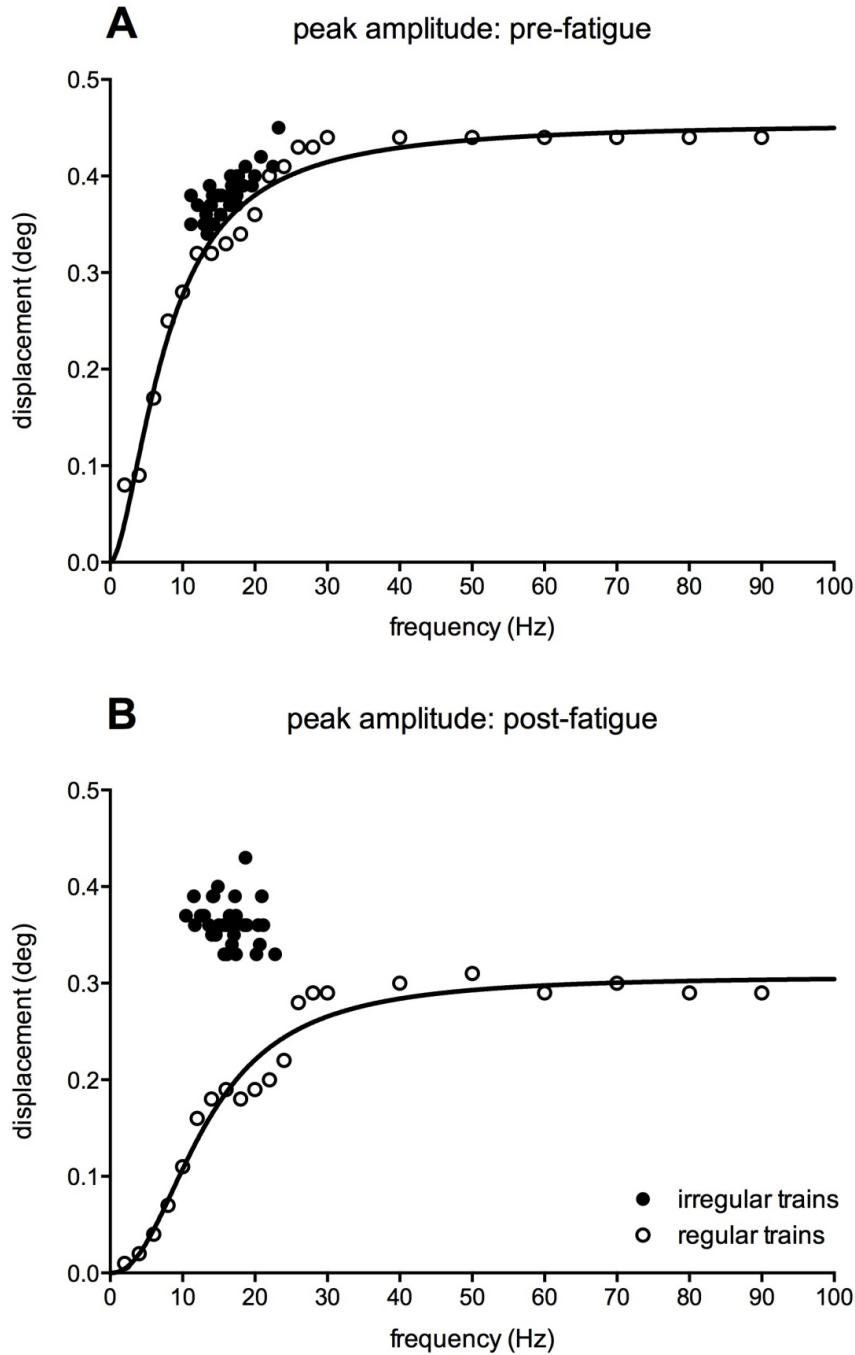 A peak amplitude: pre-fatigue
0.5
0.4
0.3
0.2
0.1
0.0
displacement (deg)
0 10 20 30 40 50 60 70 80 90 100
frequency (Hz)
B peak amplitude: post-fatigue
0.5
0.4
0.3
0.2
0.1
0.0
displacement (deg)
irregular trains
regular trains
0 10 20 30 40 50 60 70 80 90 100
frequency (Hz)